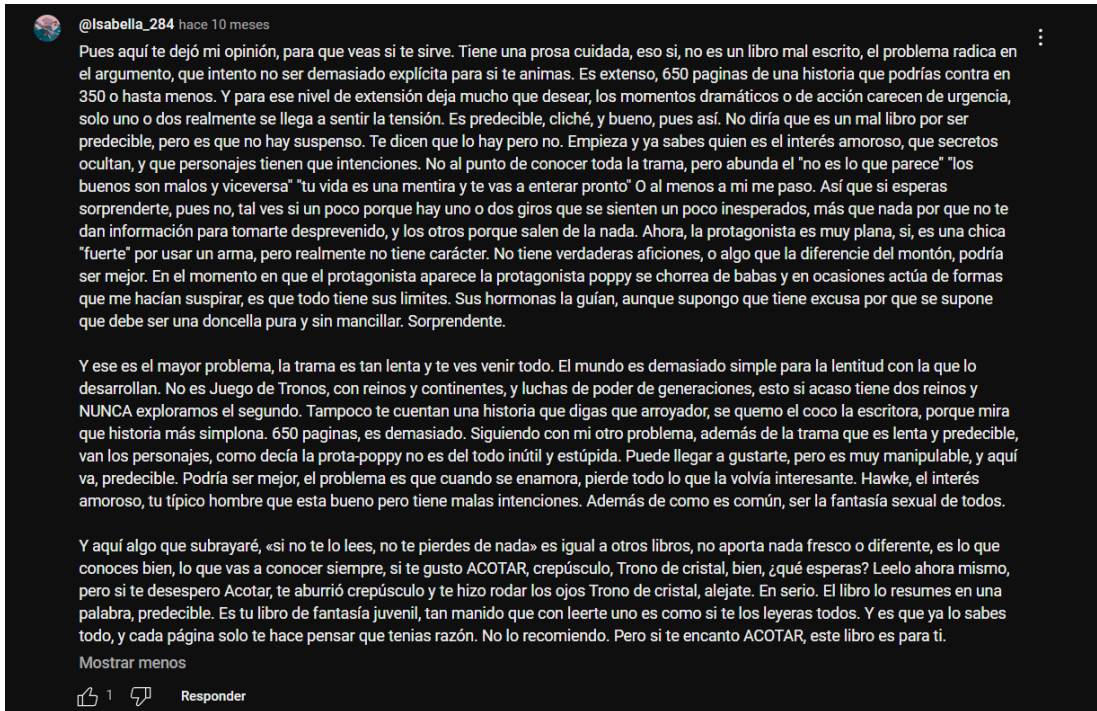 @Isabella_284 hace 10 meses
Pues aquí te dejó mi opinión, para que veas si te sirve. Tiene una prosa cuidada, eso si, no es un libro mal escrito, el problema radica en
el argumento, que intento no ser demasiado explícita para si te animas. Es extenso, 650 paginas de una historia que podrías contra en
350 o hasta menos. Y para ese nivel de extensión deja mucho que desear, los momentos dramáticos o de acción carecen de urgencia,
solo uno o dos realmente se llega a sentir la tensión. Es predecible, cliché, y bueno, pues así. No diría que es un mal libro por ser
predecible, pero es que no hay suspenso. Te dicen que lo hay pero no. Empieza y ya sabes quien es el interés amoroso, que secretos
ocultan, y que personajes tienen que intenciones. No al punto de conocer toda la trama, pero abunda el "no es lo que parece" "los
buenos son malos y viceversa" "tu vida es una mentira y te vas a enterar pronto" O al menos a mi me paso. Así que si esperas
sorprenderte, pues no, tal ves si un poco porque hay uno o dos giros que se sienten un poco inesperados, más que nada por que no te
dan información para tomarte desprevenido, y los otros porque salen de la nada. Ahora, la protagonista es muy plana, si, es una chica
"fuerte" por usar un arma, pero realmente no tiene carácter. No tiene verdaderas aficiones, o algo que la diferencie del montón, podría
ser mejor. En el momento en que el protagonista aparece la protagonista poppy se chorrea de babas y en ocasiones actúa de formas
que me hacían suspirar, es que todo tiene sus limites. Sus hormonas la guían, aunque supongo que tiene excusa por que se supone
que debe ser una doncella pura y sin mancillar. Sorprendente.
Y ese es el mayor problema, la trama es tan lenta y te ves venir todo. El mundo es demasiado simple para la lentitud con la que lo
desarrollan. No es Juego de Tronos, con reinos y continentes, y luchas de poder de generaciones, esto si acaso tiene dos reinos y
NUNCA exploramos el segundo. Tampoco te cuentan una historia que digas que arroyador, se quemo el coco la escritora, porque mira
que historia más simplona. 650 paginas, es demasiado. Siguiendo con mi otro problema, además de la trama que es lenta y predecible,
van los personajes, como decía la prota-poppy no es del todo inútil y estúpida. Puede llegar a gustarte, pero es muy manipulable, y aquí
va, predecible. Podría ser mejor, el problema es que cuando se enamora, pierde todo lo que la volvía interesante. Hawke, el interés
amoroso, tu típico hombre que esta bueno pero tiene malas intenciones. Además de como es común, ser la fantasía sexual de todos.
Y aquí algo que subrayaré, «si no te lo lees, no te pierdes de nada» es igual a otros libros, no aporta nada fresco o diferente, es lo que
conoces bien, lo que vas a conocer siempre, si te gusto ACOTAR, crepúsculo, Trono de cristal, bien, ¿qué esperas? Leelo ahora mismo,
pero si te desespero Acotar, te aburrió crepúsculo y te hizo rodar los ojos Trono de cristal, alejate. En serio. El libro lo resumes en una
palabra, predecible. Es tu libro de fantasía juvenil, tan manido que con leerte uno es como si te los leyeras todos. Y es que ya lo sabes
todo, y cada página solo te hace pensar que tenias razón. No lo recomiendo. Pero si te encanto ACOTAR, este libro es para ti.
Mostrar menos
1 Responder